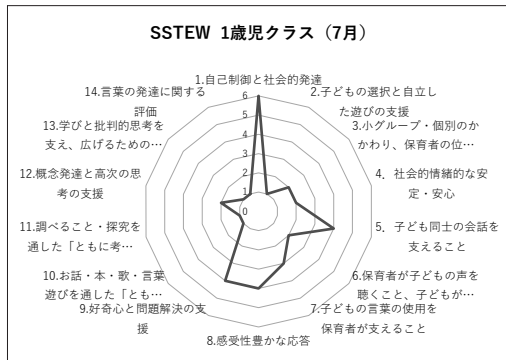 SSTEW 1歳児クラス（7月）
1.自己制御と社会的発達
2.子どもの選択と自立し
た遊びの支援
3.小グループ・個別のか
かわり、保育者の位…
4．社会的情緒的な安
定・安心
5．子ども同士の会話を
支えること
6.保育者が子どもの声を
聴くこと、子どもが…
7.子どもの言葉の使用を
保育者が支えること
8.感受性豊かな応答
9.好奇心と問題解決の支
援
10.お話・本・歌・言葉
遊びを通した「とも…
11.調べること・探究を
通した「ともに考…
12.概念発達と高次の思
考の支援
13.学びと批判的思考を
支え、広げるための…
14.言葉の発達に関する
評価
6
5
4
3
2
1
0